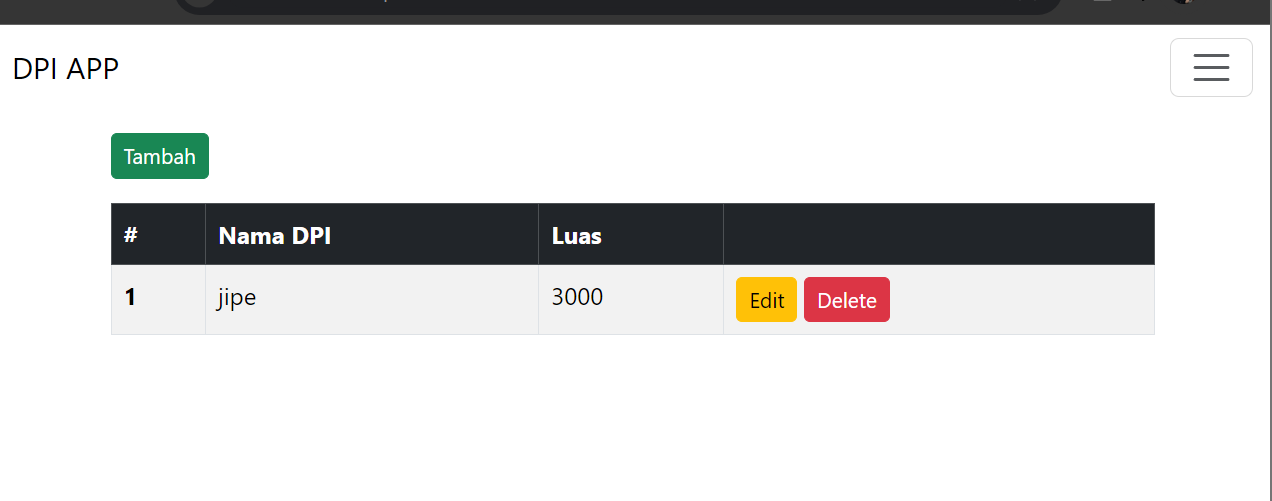 DPI APP
Tambah
# Nama DPI Luas
1 jipe 3000 Edit Delete